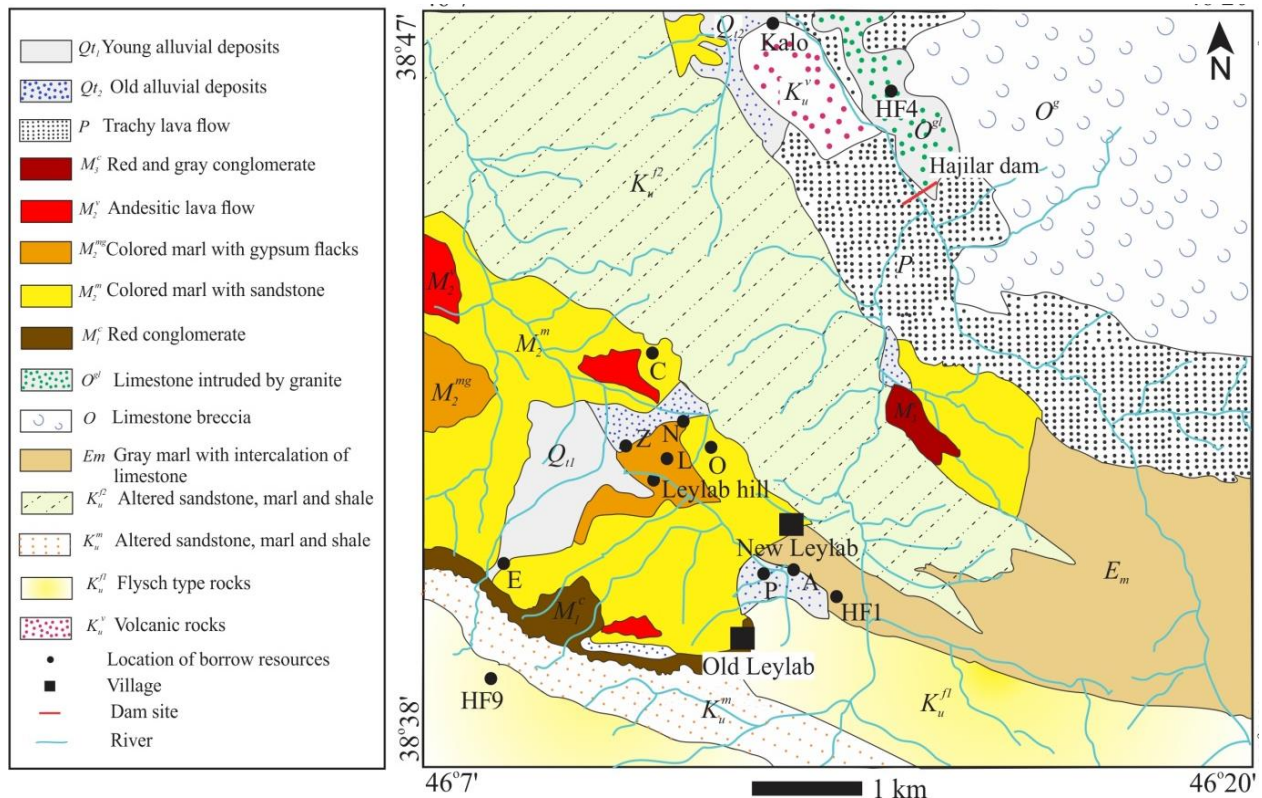 Qt₁ Young alluvial deposits
Qt₂ Old alluvial deposits
P Trachy lava flow
M₃ᶜ Red and gray conglomerate
M₂ᵛ Andesitic lava flow
M₂ᵐᵍ Colored marl with gypsum flacks
M₂ᵐ Colored marl with sandstone
M₁ᶜ Red conglomerate
Oᵍˡ Limestone intruded by granite
O Limestone breccia
Em Gray marl with intercalation of
limestone
Kᵤᶠ² Altered sandstone, marl and shale
Kᵤᵐ Altered sandstone, marl and shale
Kᵤᶠˡ Flysch type rocks
Kᵤᵛ Volcanic rocks
Location of borrow resources
Village
Dam site
River
38°47'
Qt2
Kalo
N
Kᵤᵛ
HF4
Oᵍ
Oᵍˡ
Kᵤᶠ²
Hajilar dam
P
M₂
M₂ᵐ
C
M₂ᵐᵍ
M₃
N
Z
L
O
Qt1
Leylab hill
New Leylab
E
P
A
Eₘ
HF1
M₁ᶜ
Old Leylab
HF9
Kᵤᵐ
Kᵤᶠˡ
38°38'
46°7'
46°20'
1 km